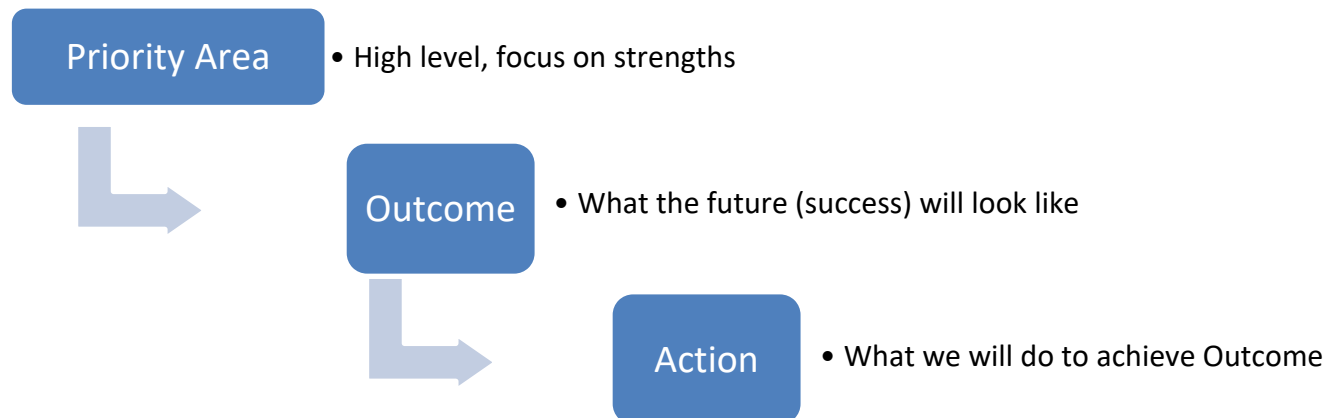 Priority Area
• High level, focus on strengths
Outcome
• What the future (success) will look like
Action
• What we will do to achieve Outcome